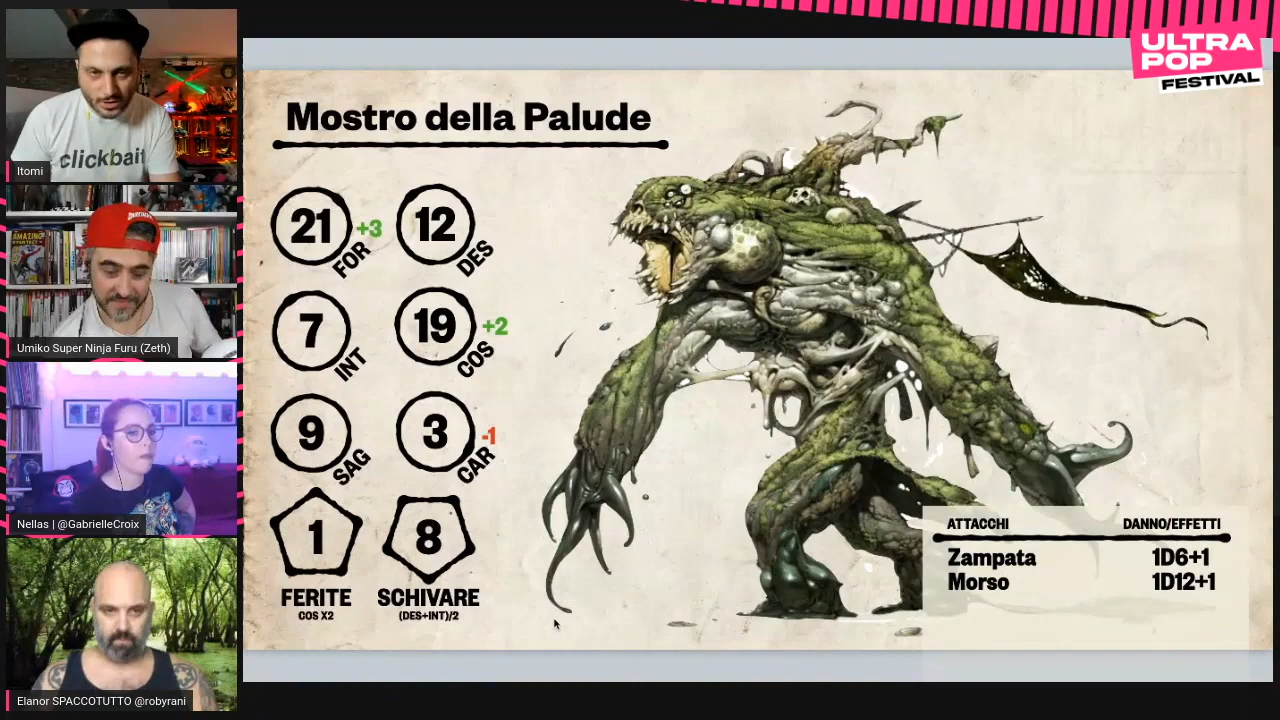 clickbait
Itomi
AMAZING
Umiko Super Ninja Furu (Zeth)
Nellas | @GabrielleCroix
Elanor SPACCOTUTTO @robyrani
ULTRA
POP
FESTIVAL
Mostro della Palude
21 +3 FOR
12 DES
7 INT
19 +2 COS
9 SAG
3 -1 CAR
1
8
FERITE
COS X2
SCHIVARE
(DES+INT)/2
ATTACCHI DANNO/EFFETTI
Zampata 1D6+1
Morso 1D12+1